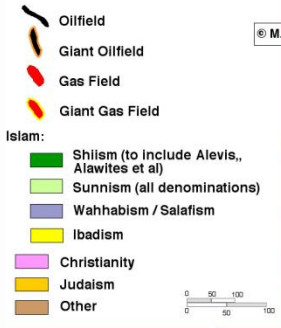 Oilfield
Giant Oilfield
© M.
Gas Field
Giant Gas Field
Islam:
Shiism (to include Alevis,,
Alawites et al)
Sunnism (all denominations)
Wahhabism / Salafism
Ibadism
Christianity
Judaism
Other
0 50 100
0 50 100